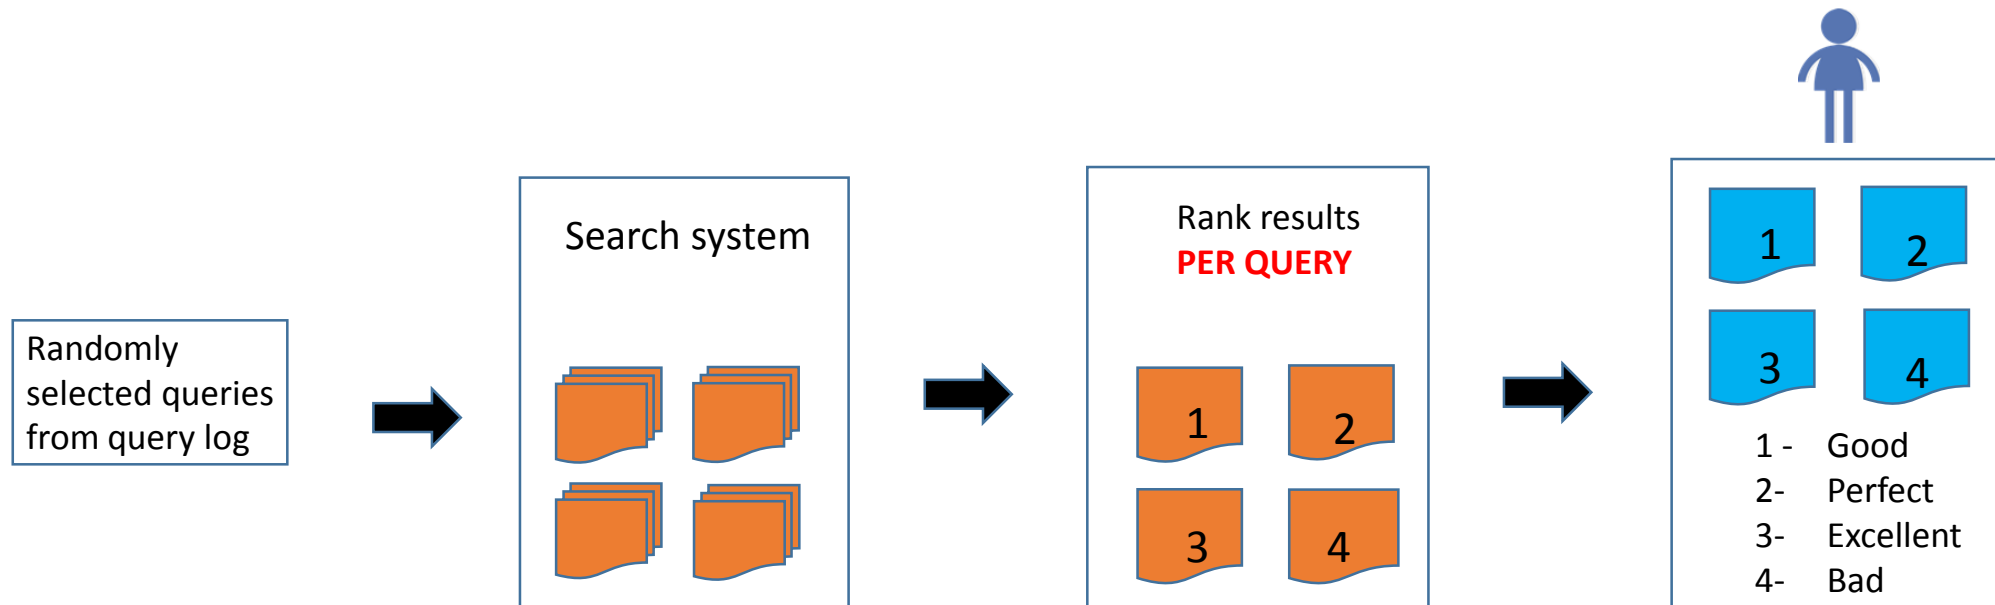 Randomly
selected queries
from query log
Search system
Rank results
PER QUERY
1
2
3
4
1
2
3
4
1 - Good
2- Perfect
3- Excellent
4- Bad